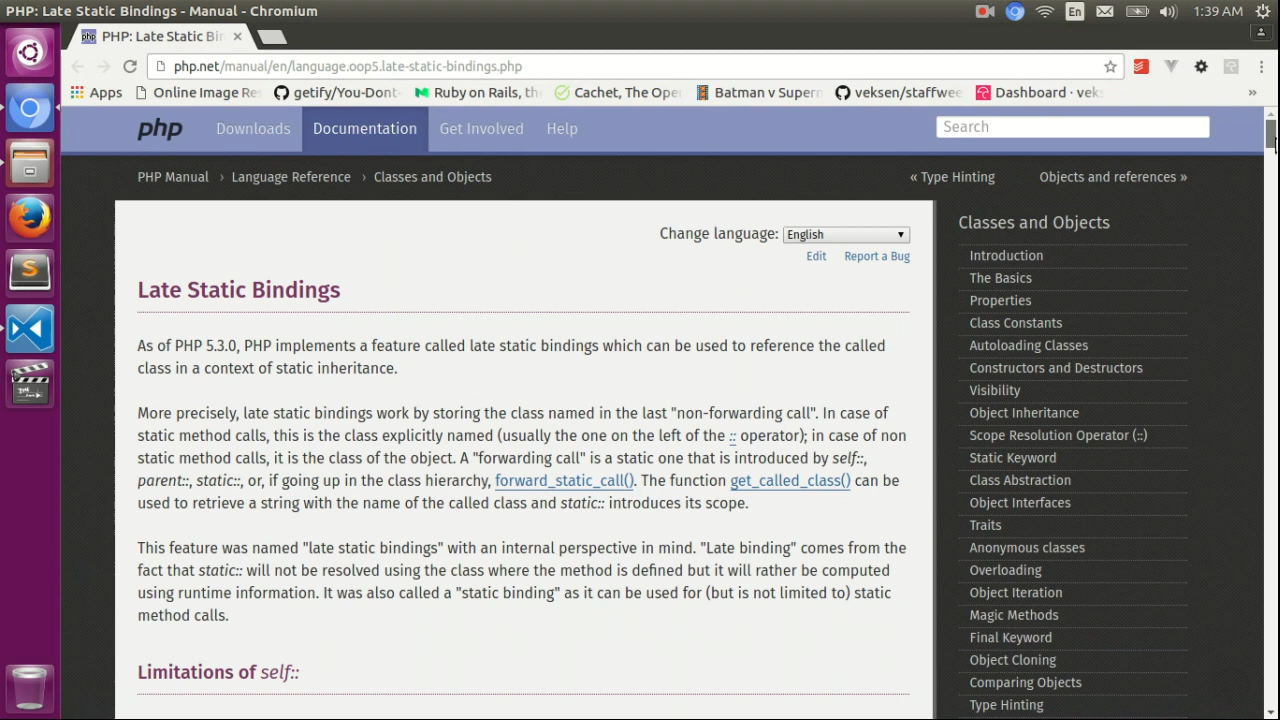 PHP: Late Static Bindings - Manual - Chromium
En
1:39 AM
php PHP: Late Static Bin
php.net/manual/en/language.oop5.late-static-bindings.php
Apps Online Image Re getify/You-Dont- Ruby on Rails, the Cachet, The Ope Batman v Superm veksen/staffwee Dashboard · veks »
php Downloads Documentation Get Involved Help Search
PHP Manual › Language Reference › Classes and Objects
« Type Hinting Objects and references »
Change language: English
Edit Report a Bug
Late Static Bindings
As of PHP 5.3.0, PHP implements a feature called late static bindings which can be used to reference the called
class in a context of static inheritance.
More precisely, late static bindings work by storing the class named in the last "non-forwarding call". In case of
static method calls, this is the class explicitly named (usually the one on the left of the :: operator); in case of non
static method calls, it is the class of the object. A "forwarding call" is a static one that is introduced by self::,
parent::, static::, or, if going up in the class hierarchy, forward_static_call(). The function get_called_class() can be
used to retrieve a string with the name of the called class and static:: introduces its scope.
This feature was named "late static bindings" with an internal perspective in mind. "Late binding" comes from the
fact that static:: will not be resolved using the class where the method is defined but it will rather be computed
using runtime information. It was also called a "static binding" as it can be used for (but is not limited to) static
method calls.
Limitations of self::
Classes and Objects
Introduction
The Basics
Properties
Class Constants
Autoloading Classes
Constructors and Destructors
Visibility
Object Inheritance
Scope Resolution Operator (::)
Static Keyword
Class Abstraction
Object Interfaces
Traits
Anonymous classes
Overloading
Object Iteration
Magic Methods
Final Keyword
Object Cloning
Comparing Objects
Type Hinting